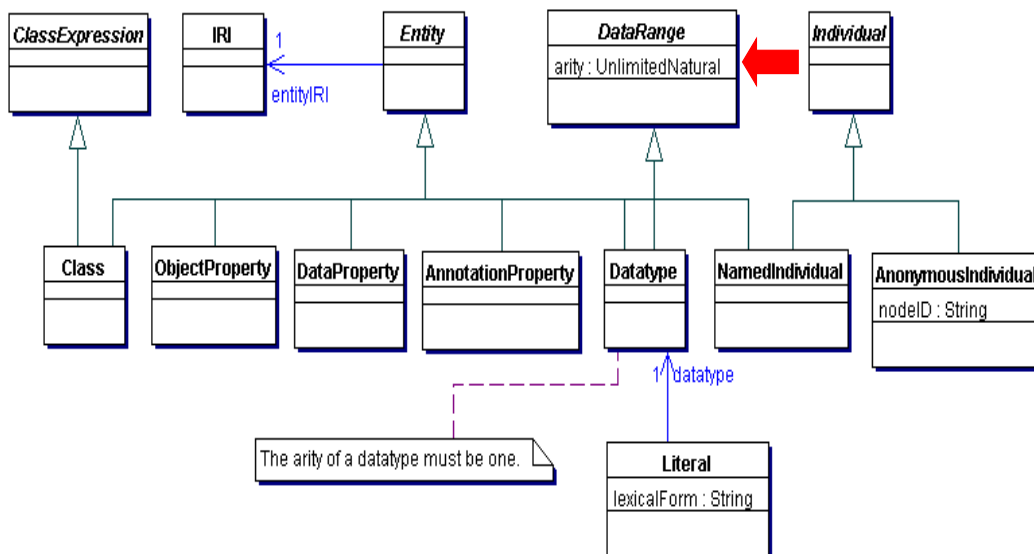 ClassExpression
IRI
Entity
DataRange
arity : UnlimitedNatural
Individual
1
entityIRI
Class
ObjectProperty
DataProperty
AnnotationProperty
Datatype
NamedIndividual
AnonymousIndividual
nodeID : String
1 datatype
The arity of a datatype must be one.
Literal
lexicalForm : String